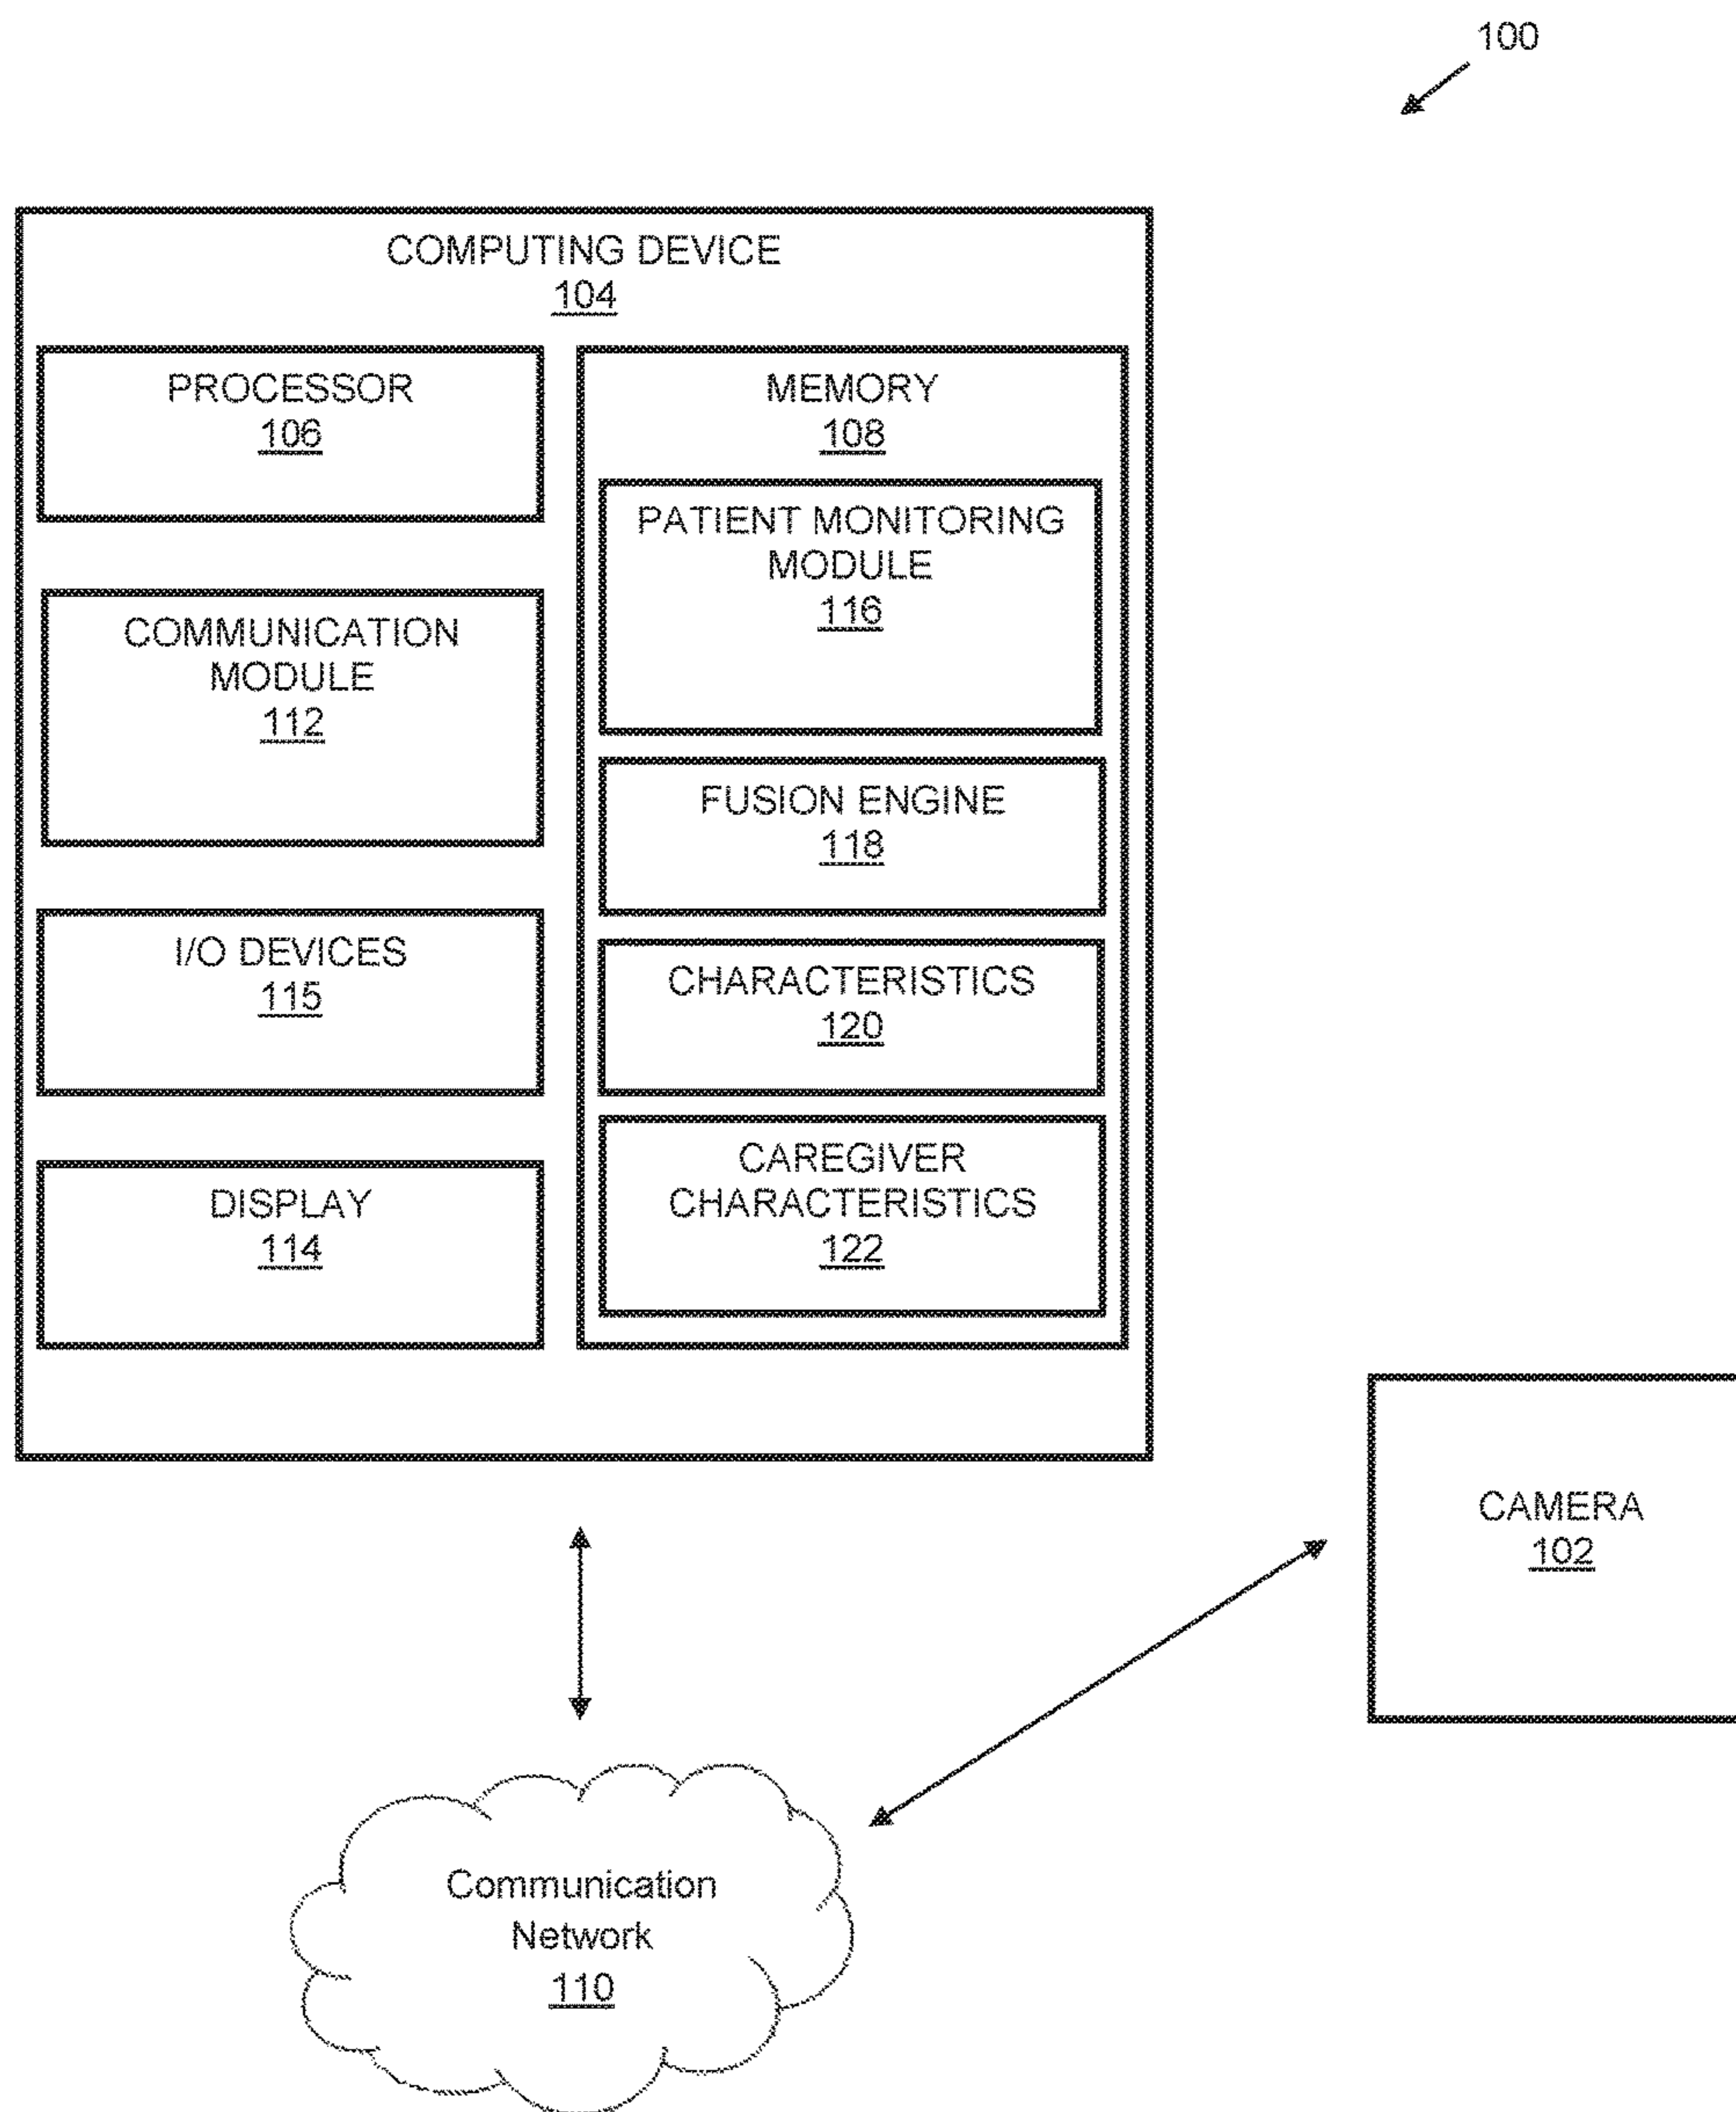 100
COMPUTING DEVICE
104
PROCESSOR
106
COMMUNICATION
MODULE
112
I/O DEVICES
115
DISPLAY
114
MEMORY
108
PATIENT MONITORING
MODULE
116
FUSION ENGINE
118
CHARACTERISTICS
120
CAREGIVER
CHARACTERISTICS
122
CAMERA
102
Communication
Network
110